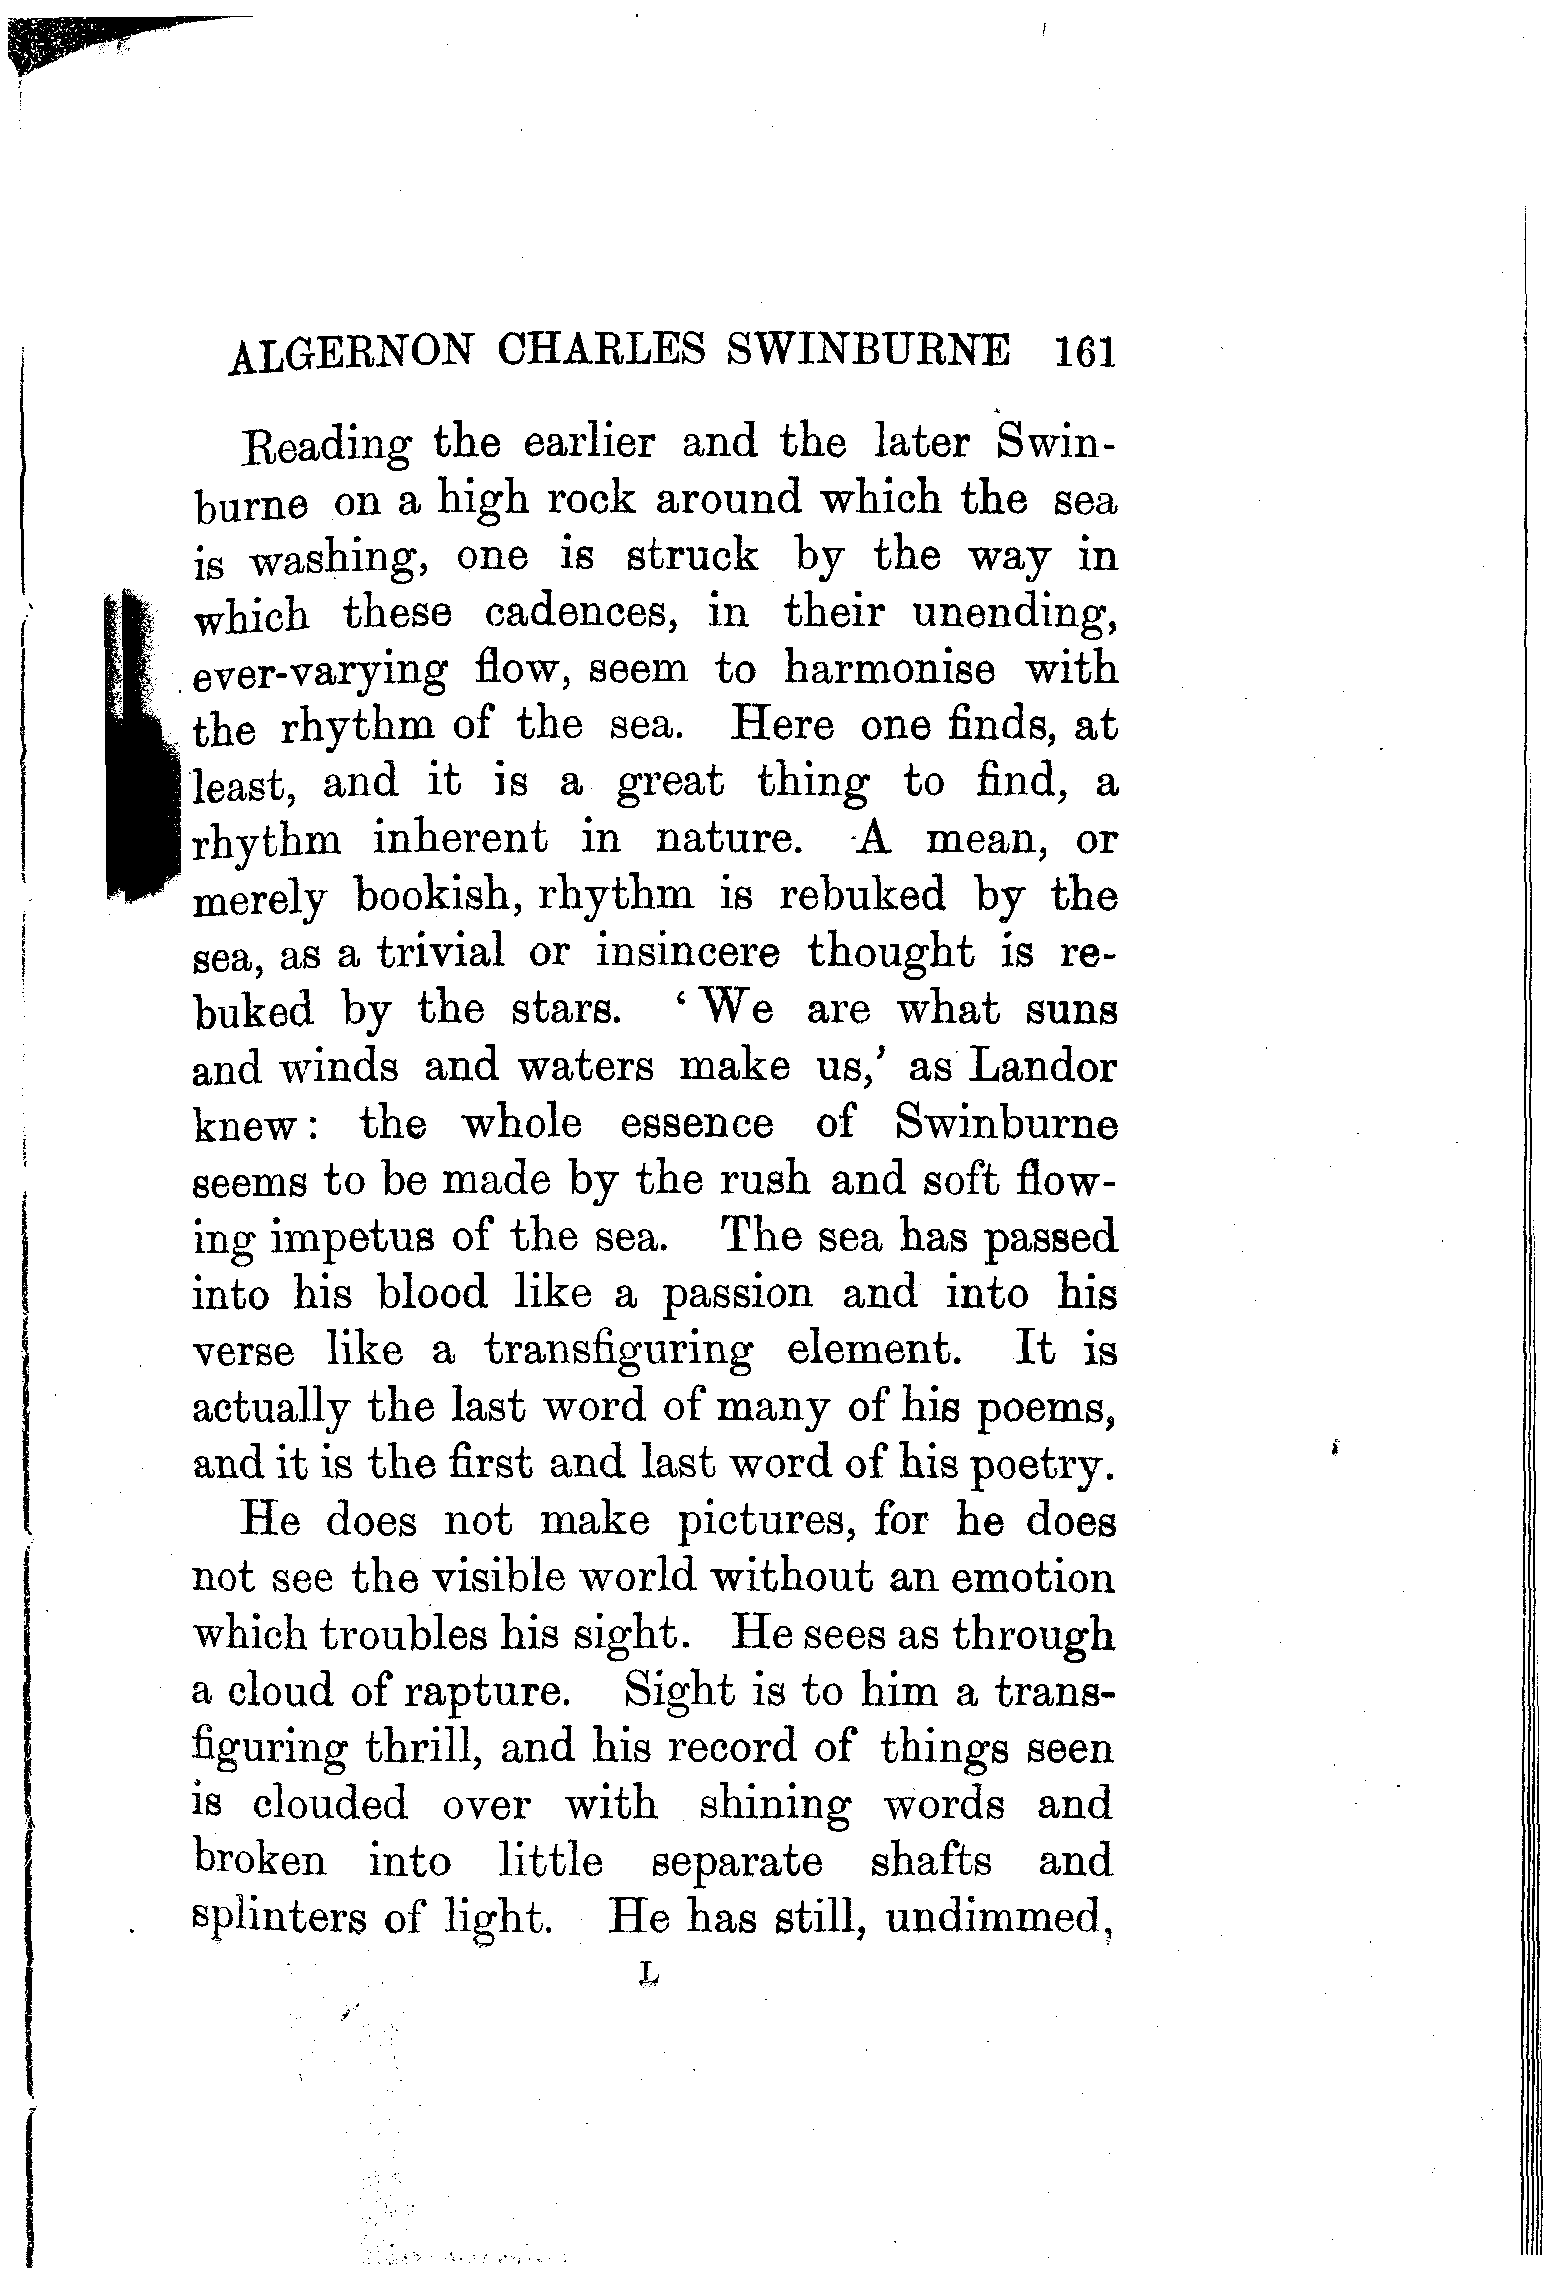 ALGERNON CHARLES SWINBURNE 161
Reading the earlier and the later Swin-
burne on a high rock around which the sea
is washing, one is struck by the way in
which these cadences, in their unending,
ever-varying flow, seem to harmonise with
the rhythm of the sea. Here one finds, at
least, and it is a great thing to find, a
rhythm inherent in nature. A mean, or
merely bookish, rhythm is rebuked by the
sea, as a trivial or insincere thought is re-
buked by the stars. ‘We are what suns
and winds and waters make us,’ as Landor
knew: the whole essence of Swinburne
seems to be made by the rush and soft flow-
ing impetus of the sea. The sea has passed
into his blood like a passion and into his
verse like a transfiguring element. It is
actually the last word of many of his poems,
and it is the first and last word of his poetry.
He does not make pictures, for he does
not see the visible world without an emotion
which troubles his sight. He sees as through
a cloud of rapture. Sight is to him a trans-
figuring thrill, and his record of things seen
is clouded over with shining words and
broken into little separate shafts and
splinters of light. He has still, undimmed,
L